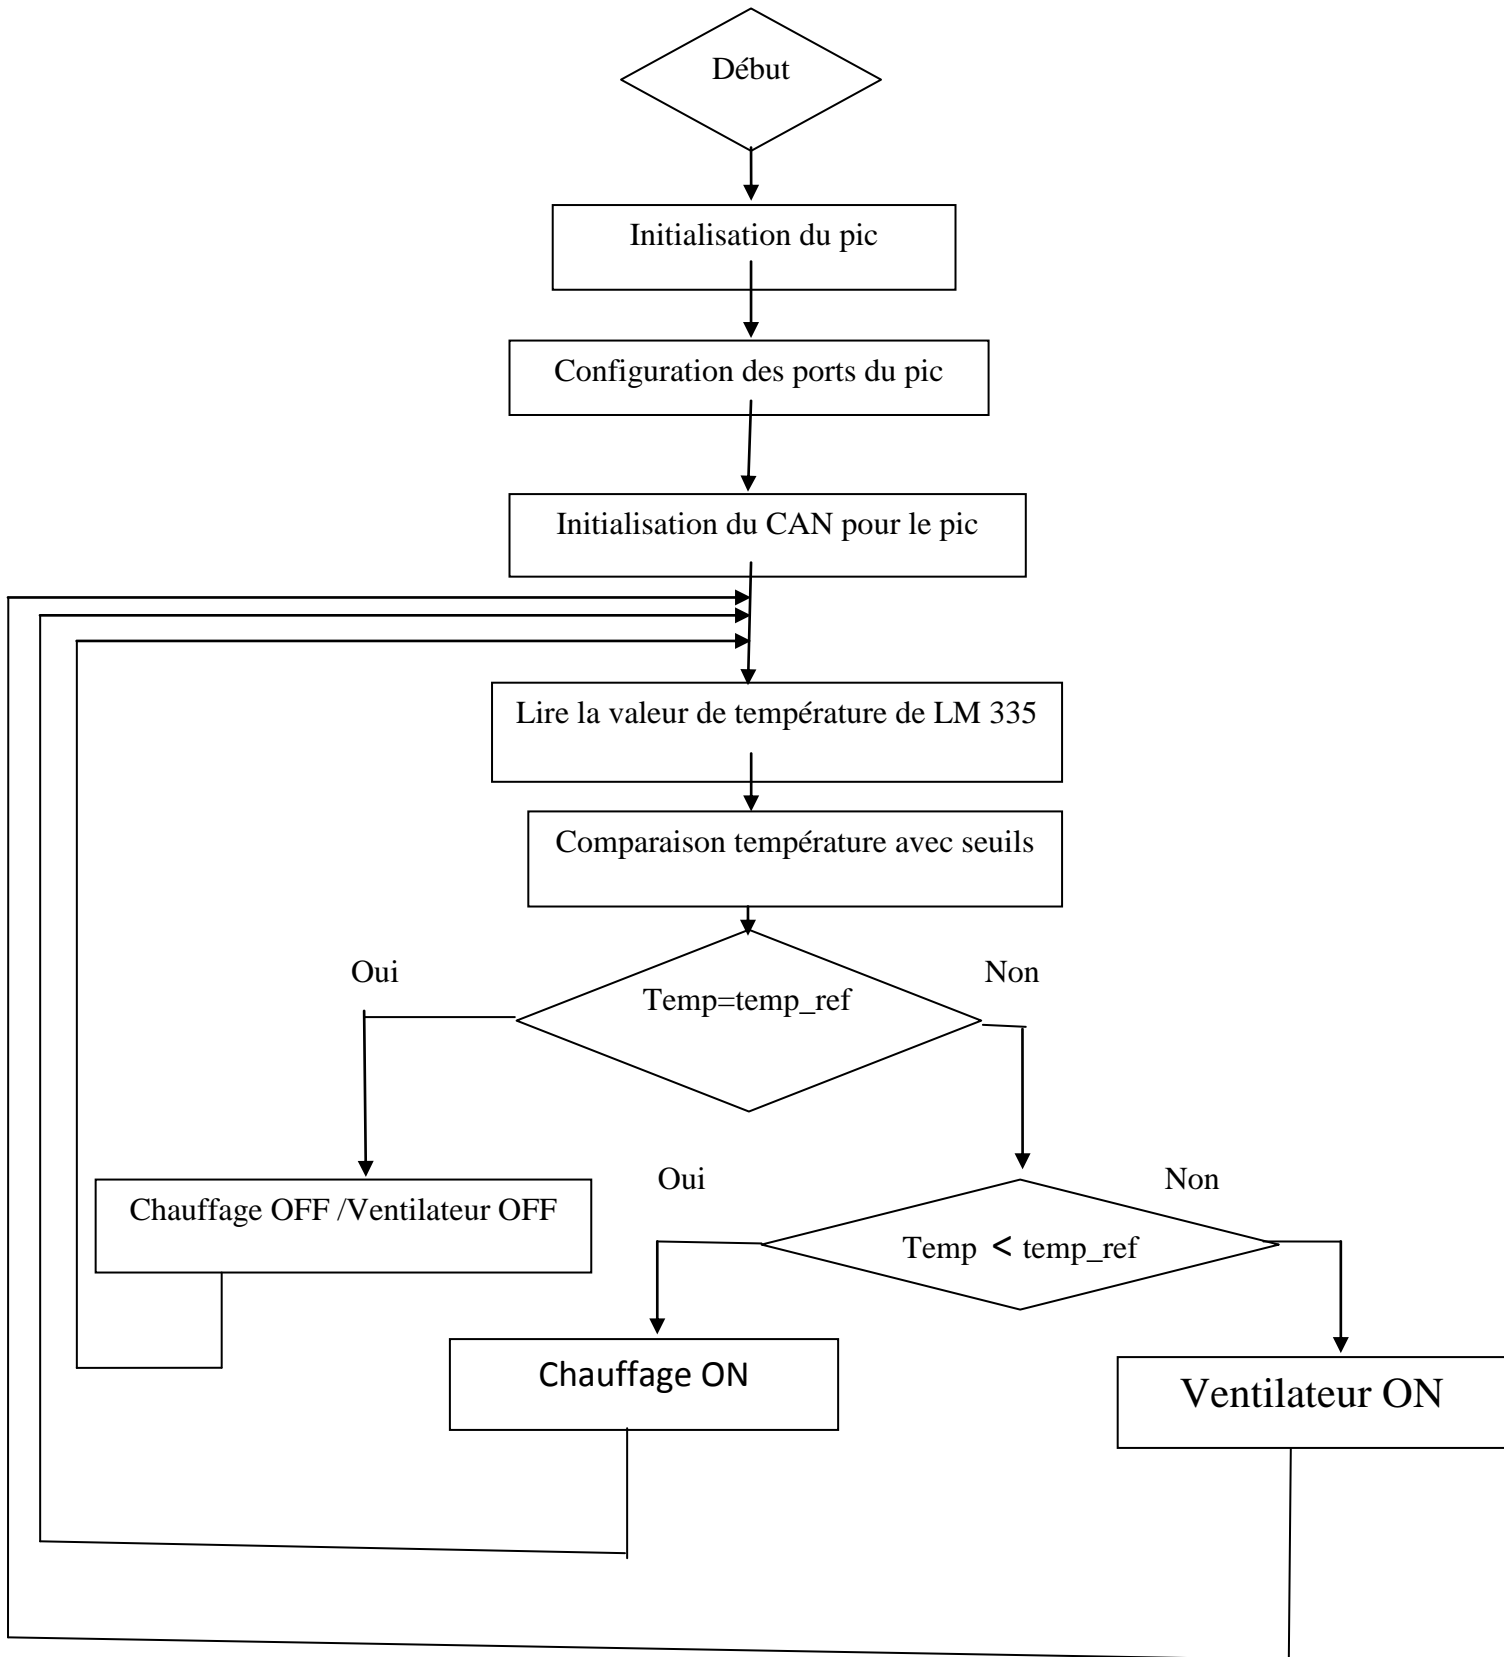 Début
Initialisation du pic
Configuration des ports du pic
Initialisation du CAN pour le pic
Lire la valeur de température de LM 335
Comparaison température avec seuils
Oui
Non
Temp=temp_ref
Oui
Non
Chauffage OFF /Ventilateur OFF
Temp < temp_ref
Chauffage ON
Ventilateur ON